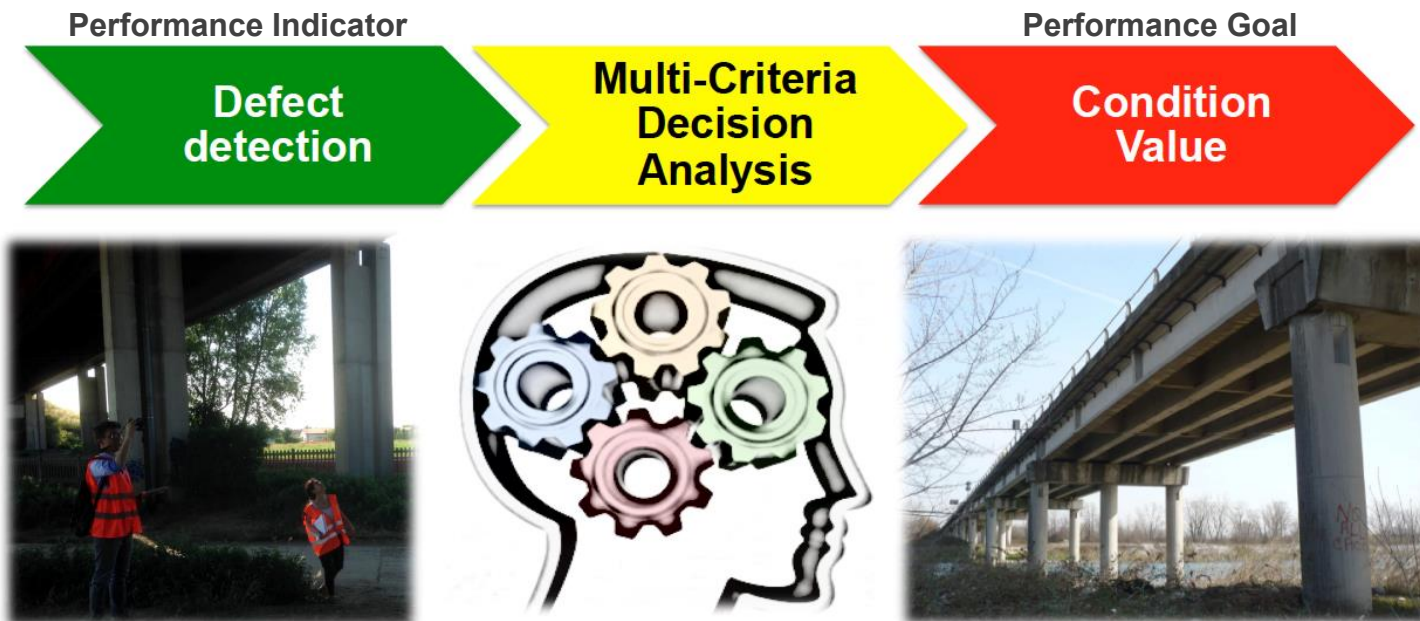 Performance Indicator
Performance Goal
Defect
detection
Multi-Criteria
Decision
Analysis
Condition
Value